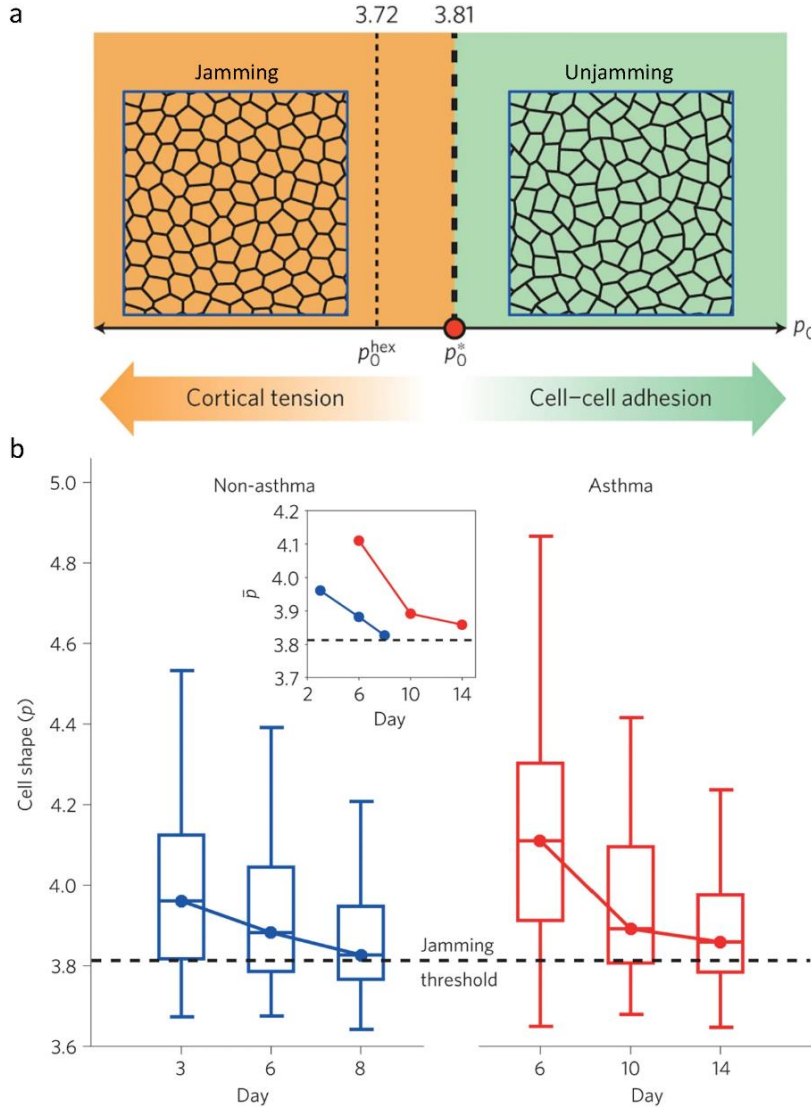 a
3.72 3.81
Jamming Unjamming
p₀ʰᵉˣ p₀* p₀
Cortical tension Cell–cell adhesion
b
5.0
Non-asthma Asthma
4.2
4.8
4.1
4.0
4.6
p̄ 3.9
3.8
3.7
4.4
2 6 10 14
Day
Cell shape (p)
4.2
4.0
Jamming
3.8
threshold
3.6
3 6 8 6 10 14
Day Day